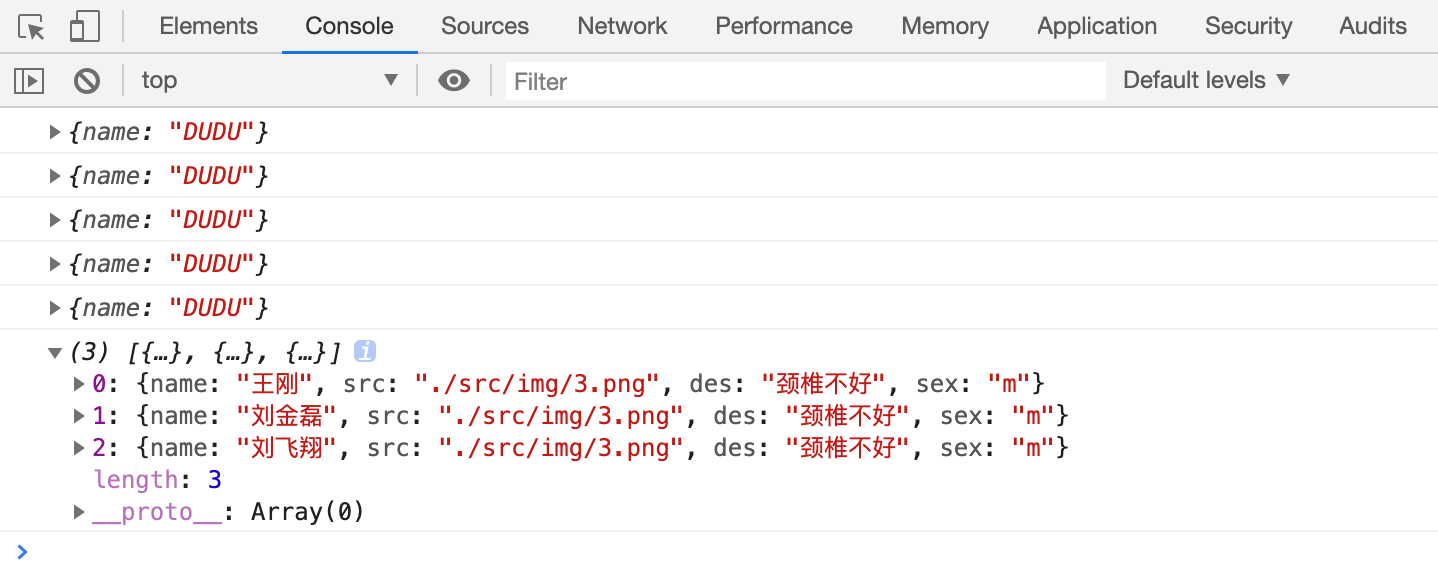 Elements Console Sources Network Performance Memory Application Security Audits
top Filter Default levels
{name: "DUDU"}
{name: "DUDU"}
{name: "DUDU"}
{name: "DUDU"}
{name: "DUDU"}
(3) [{…}, {…}, {…}] i
0: {name: "王刚", src: "./src/img/3.png", des: "颈椎不好", sex: "m"}
1: {name: "刘金磊", src: "./src/img/3.png", des: "颈椎不好", sex: "m"}
2: {name: "刘飞翔", src: "./src/img/3.png", des: "颈椎不好", sex: "m"}
length: 3
__proto__: Array(0)